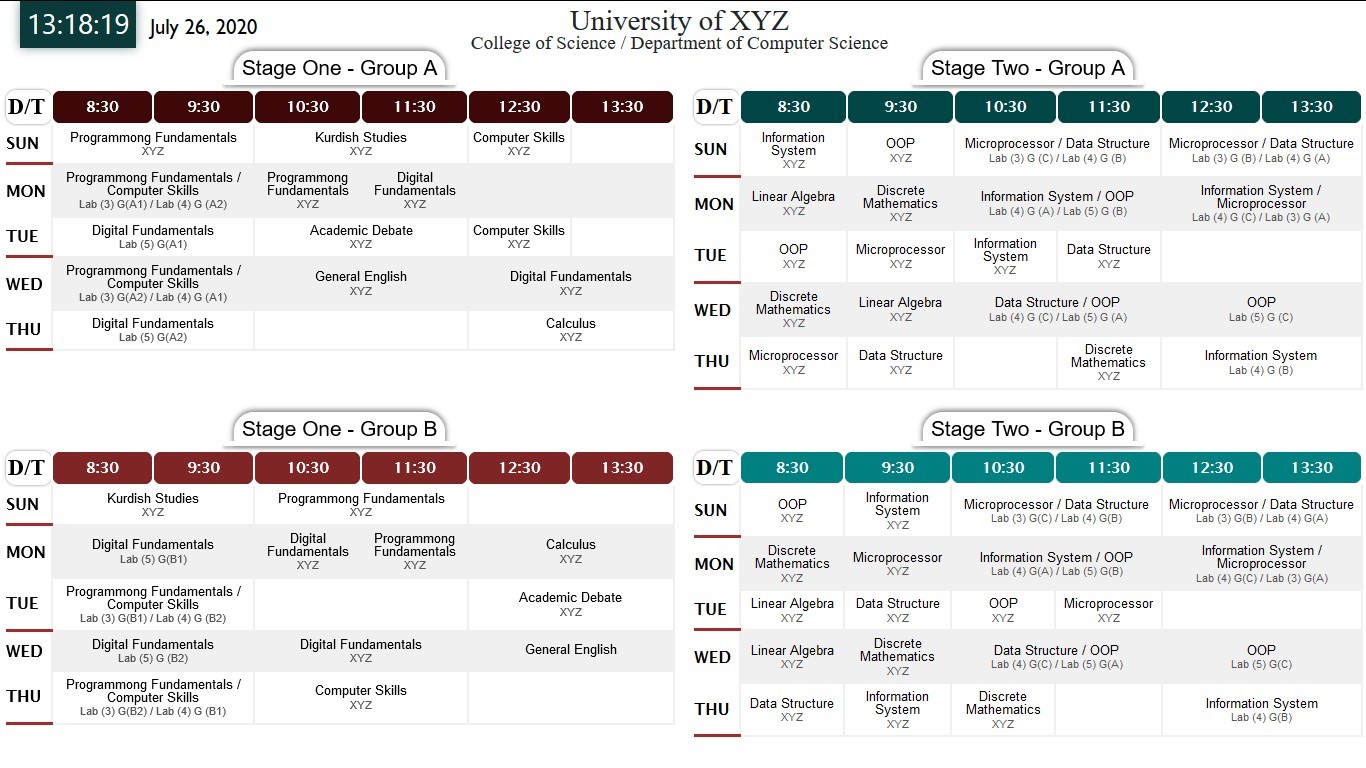 13:18:19 July 26, 2020
University of XYZ
College of Science / Department of Computer Science
Stage One - Group A
D/T 8:30 9:30 10:30 11:30 12:30 13:30
SUN
Programmong Fundamentals
XYZ
Kurdish Studies
XYZ
Computer Skills
XYZ
MON
Programmong Fundamentals /
Computer Skills
Lab (3) G(A1) / Lab (4) G (A2)
Programmong
Fundamentals
XYZ
Digital
Fundamentals
XYZ
TUE
Digital Fundamentals
Lab (5) G(A1)
Academic Debate
XYZ
Computer Skills
XYZ
WED
Programmong Fundamentals /
Computer Skills
Lab (3) G(A2) / Lab (4) G (A1)
General English
XYZ
Digital Fundamentals
XYZ
THU
Digital Fundamentals
Lab (5) G(A2)
Calculus
XYZ
Stage Two - Group A
D/T 8:30 9:30 10:30 11:30 12:30 13:30
SUN
Information
System
XYZ
OOP
XYZ
Microprocessor / Data Structure
Lab (3) G (C) / Lab (4) G (B)
Microprocessor / Data Structure
Lab (3) G (B) / Lab (4) G (A)
MON
Linear Algebra
XYZ
Discrete
Mathematics
XYZ
Information System / OOP
Lab (4) G (A) / Lab (5) G (B)
Information System /
Microprocessor
Lab (4) G (C) / Lab (3) G (A)
TUE
OOP
XYZ
Microprocessor
XYZ
Information
System
XYZ
Data Structure
XYZ
WED
Discrete
Mathematics
XYZ
Linear Algebra
XYZ
Data Structure / OOP
Lab (4) G (C) / Lab (5) G (A)
OOP
Lab (5) G (C)
THU
Microprocessor
XYZ
Data Structure
XYZ
Discrete
Mathematics
XYZ
Information System
Lab (4) G (B)
Stage One - Group B
D/T 8:30 9:30 10:30 11:30 12:30 13:30
SUN
Kurdish Studies
XYZ
Programmong Fundamentals
XYZ
MON
Digital Fundamentals
Lab (5) G(B1)
Digital
Fundamentals
XYZ
Programmong
Fundamentals
XYZ
Calculus
XYZ
TUE
Programmong Fundamentals /
Computer Skills
Lab (3) G(B1) / Lab (4) G (B2)
Academic Debate
XYZ
WED
Digital Fundamentals
Lab (5) G (B2)
Digital Fundamentals
XYZ
General English
THU
Programmong Fundamentals /
Computer Skills
Lab (3) G(B2) / Lab (4) G (B1)
Computer Skills
XYZ
Stage Two - Group B
D/T 8:30 9:30 10:30 11:30 12:30 13:30
SUN
OOP
XYZ
Information
System
XYZ
Microprocessor / Data Structure
Lab (3) G(C) / Lab (4) G(B)
Microprocessor / Data Structure
Lab (3) G(B) / Lab (4) G(A)
MON
Discrete
Mathematics
XYZ
Microprocessor
XYZ
Information System / OOP
Lab (4) G(A) / Lab (5) G(B)
Information System /
Microprocessor
Lab (4) G(C) / Lab (3) G(A)
TUE
Linear Algebra
XYZ
Data Structure
XYZ
OOP
XYZ
Microprocessor
XYZ
WED
Linear Algebra
XYZ
Discrete
Mathematics
XYZ
Data Structure / OOP
Lab (4) G(C) / Lab (5) G(A)
OOP
Lab (5) G(C)
THU
Data Structure
XYZ
Information
System
XYZ
Discrete
Mathematics
XYZ
Information System
Lab (4) G(B)